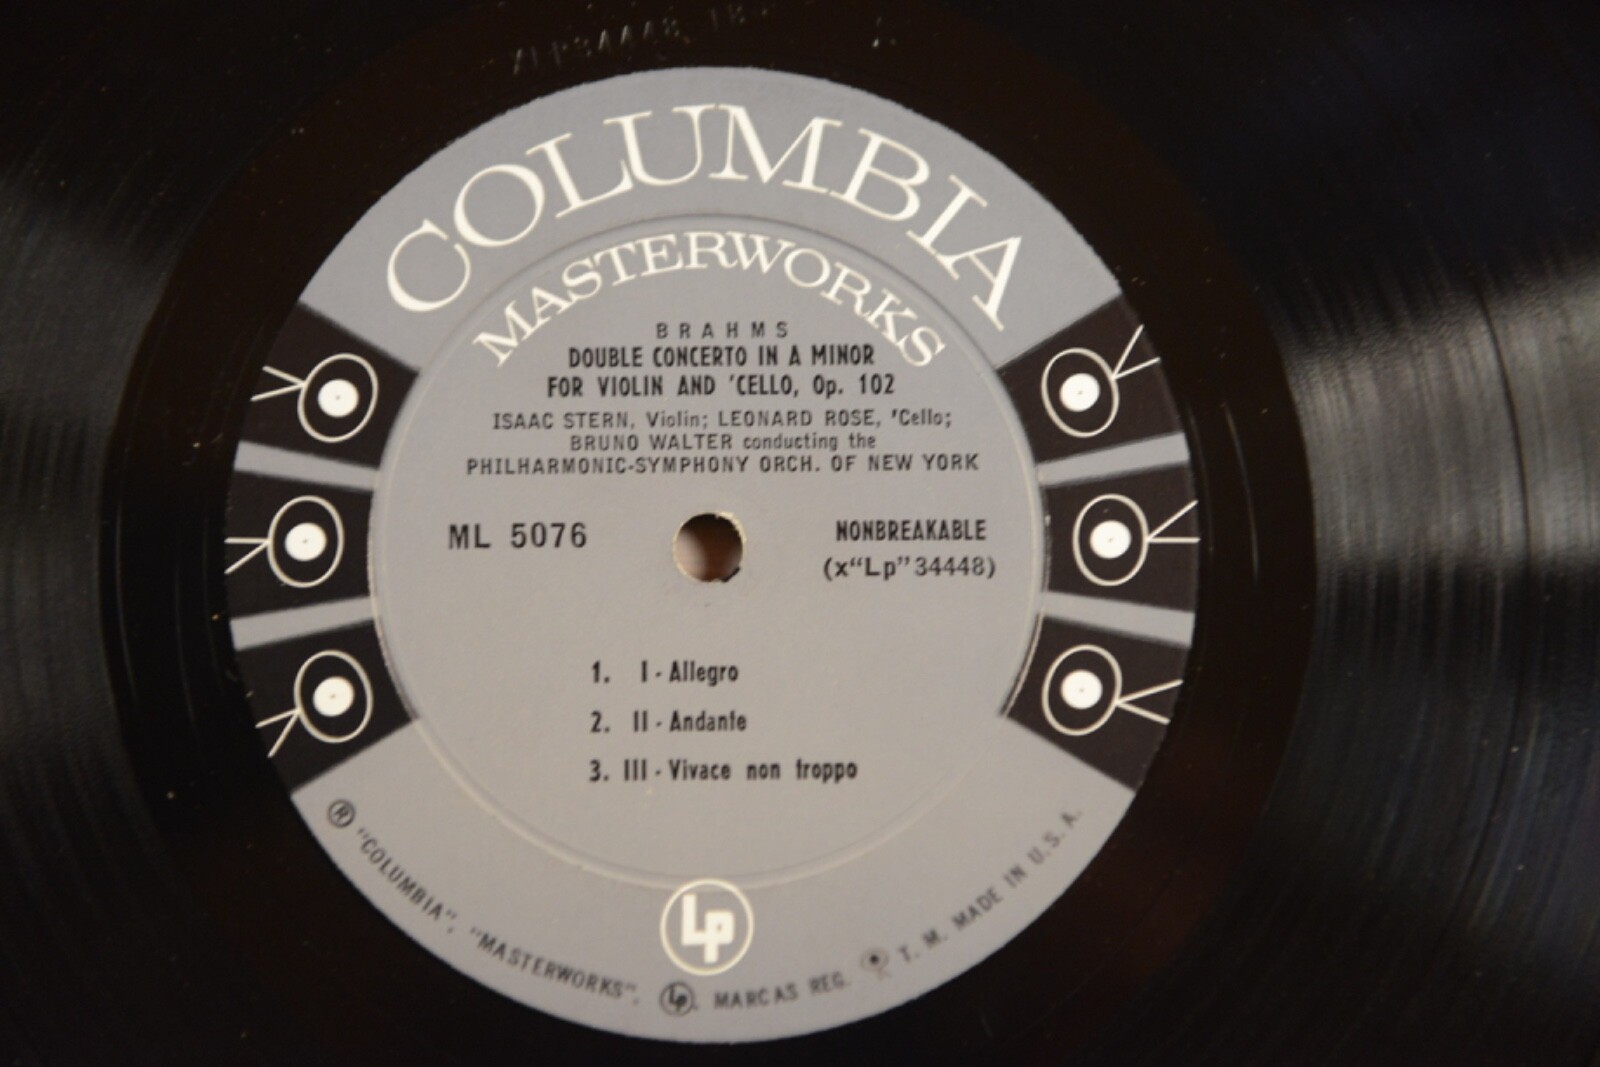 XLP34448
COLUMBIA
MASTERWORKS
BRAHMS
DOUBLE CONCERTO IN A MINOR
FOR VIOLIN AND 'CELLO, Op. 102
ISAAC STERN, Violin; LEONARD ROSE, 'Cello;
BRUNO WALTER conducting the
PHILHARMONIC-SYMPHONY ORCH. OF NEW YORK
ML 5076
NONBREAKABLE
(x“Lp”34448)
1. I - Allegro
2. II - Andante
3. III - Vivace non troppo
Lp
® "COLUMBIA", "MASTERWORKS", Lp, MARCAS REG. T. M. MADE IN U. S. A.